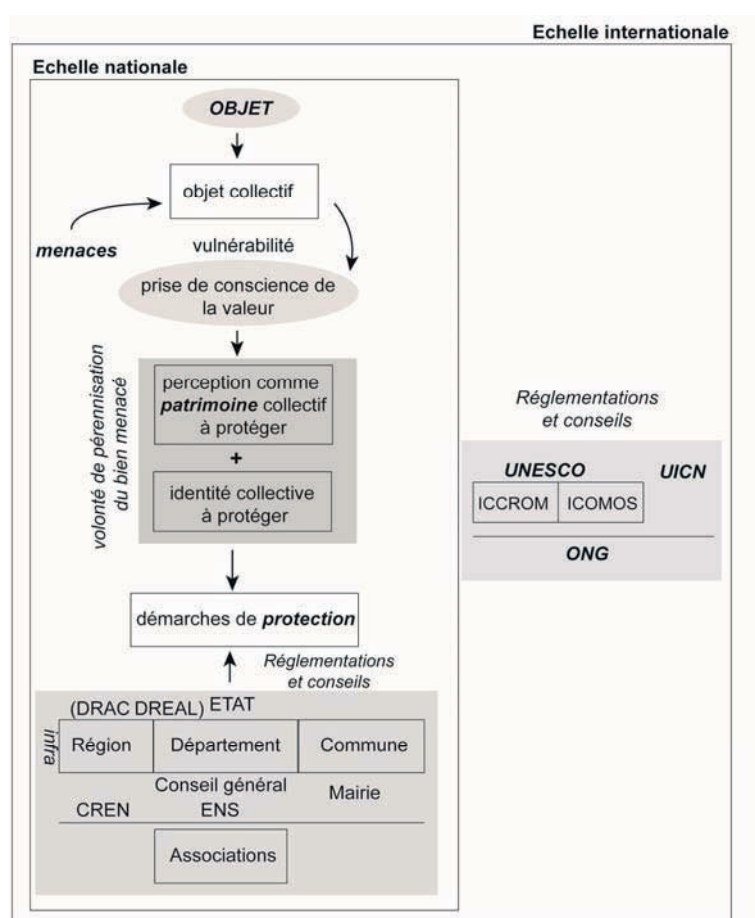 Echelle internationale
Echelle nationale
OBJET
objet collectif
menaces
vulnérabilité
prise de conscience de
la valeur
volonté de pérennisation
du bien menacé
perception comme
patrimoine collectif
à protéger
+
identité collective
à protéger
démarches de protection
Réglementations
et conseils
(DRAC DREAL) ETAT
infra
Région
Département
Commune
Conseil général
Mairie
CREN
ENS
Associations
Réglementations
et conseils
UNESCO
UICN
ICCROM
ICOMOS
ONG